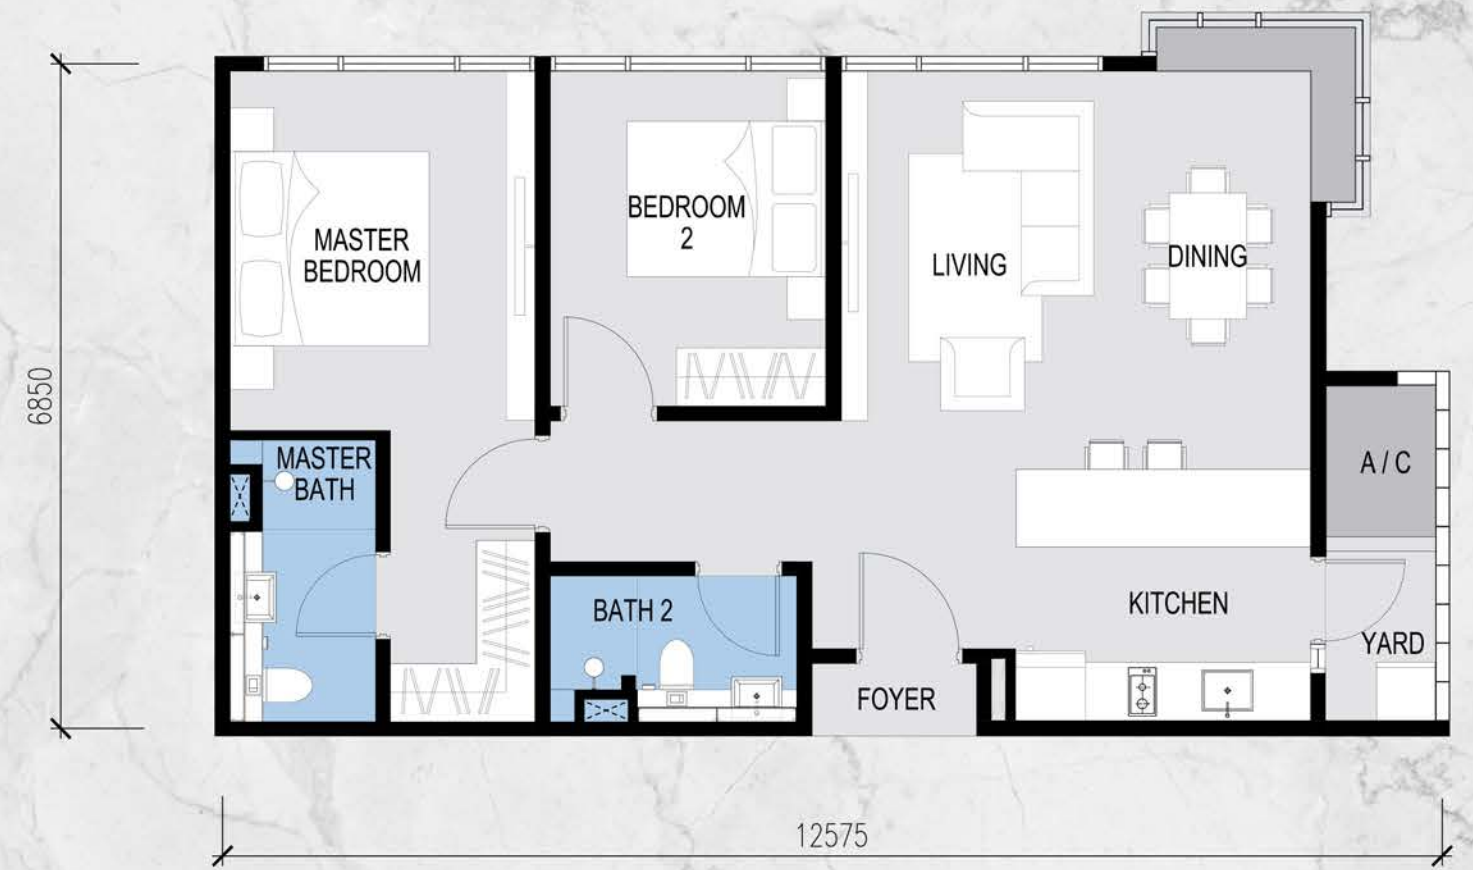 6850
MASTER
BEDROOM
BEDROOM
2
LIVING
DINING
MASTER
BATH
A / C
BATH 2
KITCHEN
YARD
FOYER
12575